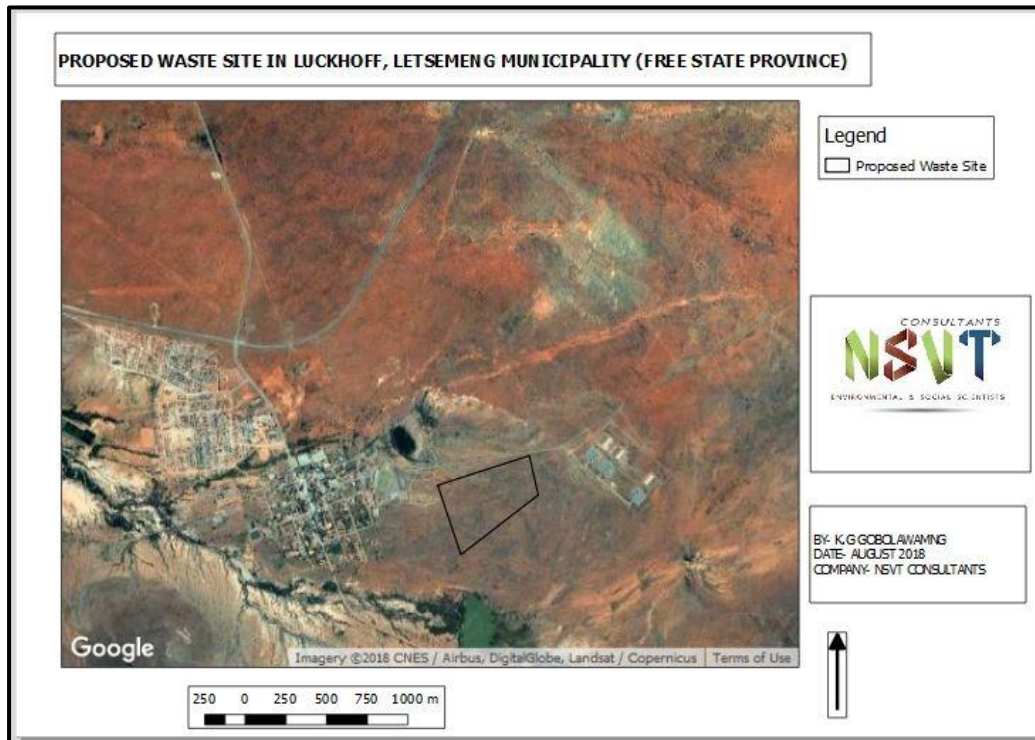 PROPOSED WASTE SITE IN LUCKHOFF, LETSEMENG MUNICIPALITY (FREE STATE PROVINCE)
Legend
Proposed Waste Site
CONSULTANTS
NSVT
ENVIRONMENTAL & SOCIAL SCIENTISTS
BY- K.G GOBOLAWAMNG
DATE- AUGUST 2018
COMPANY- NSVT CONSULTANTS
Google
Imagery ©2018 CNES / Airbus, DigitalGlobe, Landsat / Copernicus Terms of Use
250 0 250 500 750 1000 m